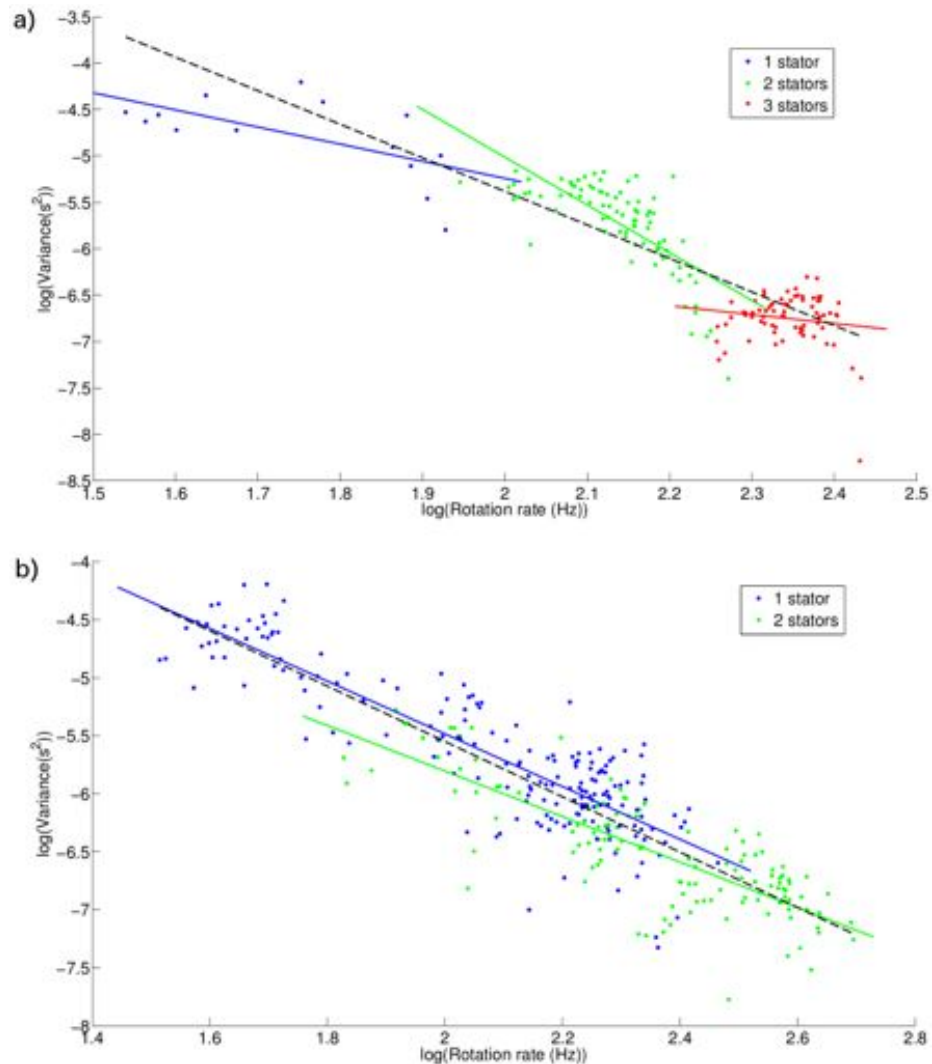 a)
-3.5
-4
-4.5
-5
-5.5
-6
-6.5
-7
-7.5
-8
-8.5
log(Variance(s²)
1 stator
2 stators
3 stators
1.5 1.6 1.7 1.8 1.9 2 2.1 2.2 2.3 2.4 2.5
log(Rotation rate (Hz))
b)
-4
-4.5
-5
-5.5
-6
-6.5
-7
-7.5
-8
log(Variance(s²)
1 stator
2 stators
1.4 1.6 1.8 2 2.2 2.4 2.6 2.8
log(Rotation rate (Hz))